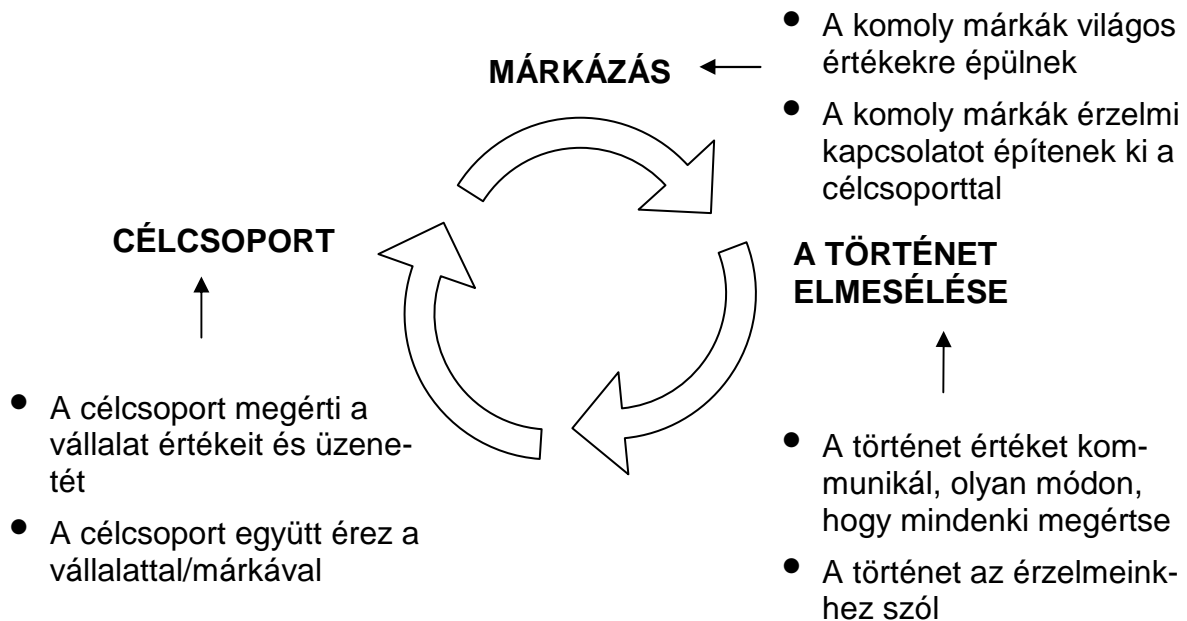 MÁRKÁZÁS
• A komoly márkák világos
értékekre épülnek
• A komoly márkák érzelmi
kapcsolatot építenek ki a
célcsoporttal
A TÖRTÉNET
ELMESÉLÉSE
• A történet értéket kom-
munikál, olyan módon,
hogy mindenki megértse
• A történet az érzelmeink-
hez szól
CÉLCSOPORT
• A célcsoport megérti a
vállalat értékeit és üzene-
tét
• A célcsoport együtt érez a
vállalattal/márkával